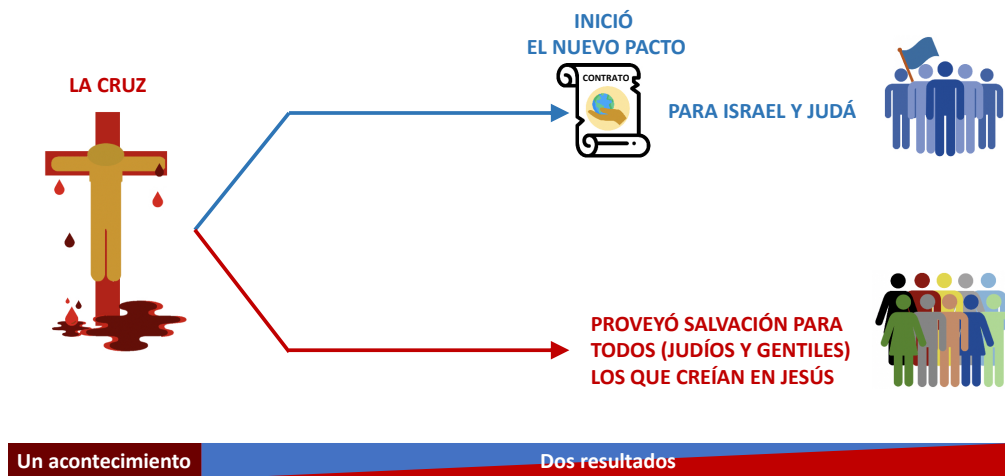 INICIÓ
EL NUEVO PACTO
LA CRUZ
CONTRATO
PARA ISRAEL Y JUDÁ
PROVEYÓ SALVACIÓN PARA
TODOS (JUDÍOS Y GENTILES)
LOS QUE CREÍAN EN JESÚS
Un acontecimiento
Dos resultados